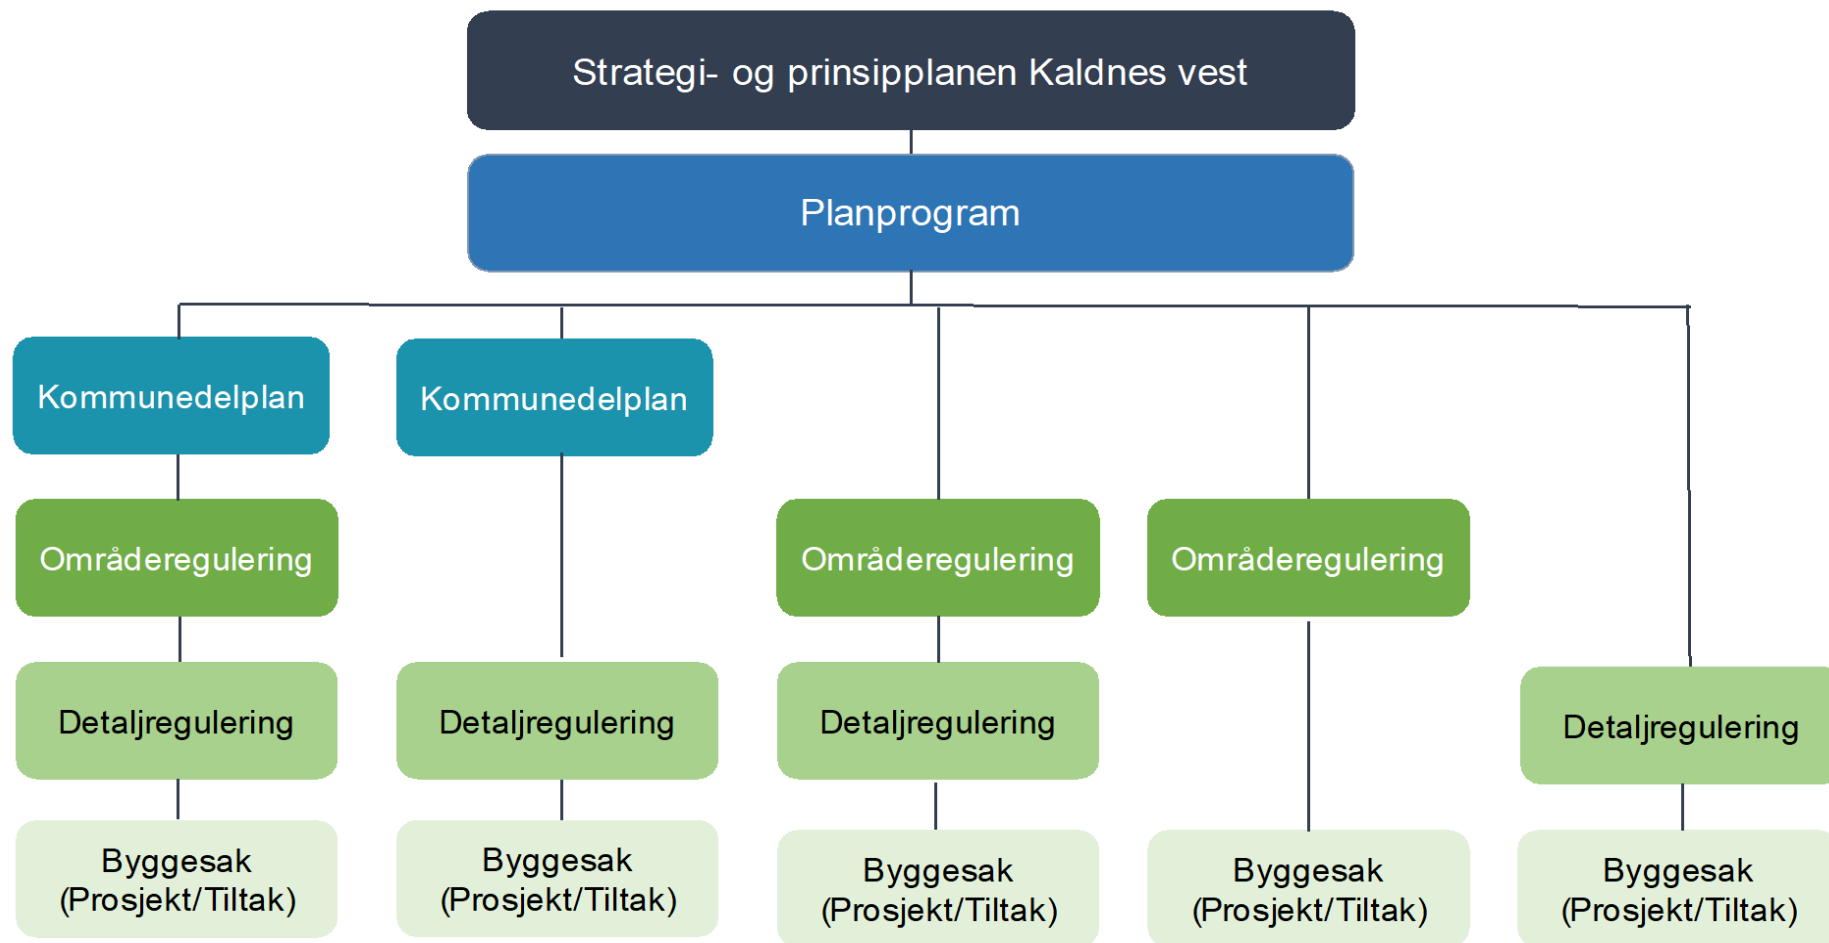 Strategi- og prinsipplanen Kaldnes vest
Planprogram
Kommunedelplan
Kommunedelplan
Områderegulering
Områderegulering
Områderegulering
Detaljregulering
Detaljregulering
Detaljregulering
Detaljregulering
Byggesak
(Prosjekt/Tiltak)
Byggesak
(Prosjekt/Tiltak)
Byggesak
(Prosjekt/Tiltak)
Byggesak
(Prosjekt/Tiltak)
Byggesak
(Prosjekt/Tiltak)